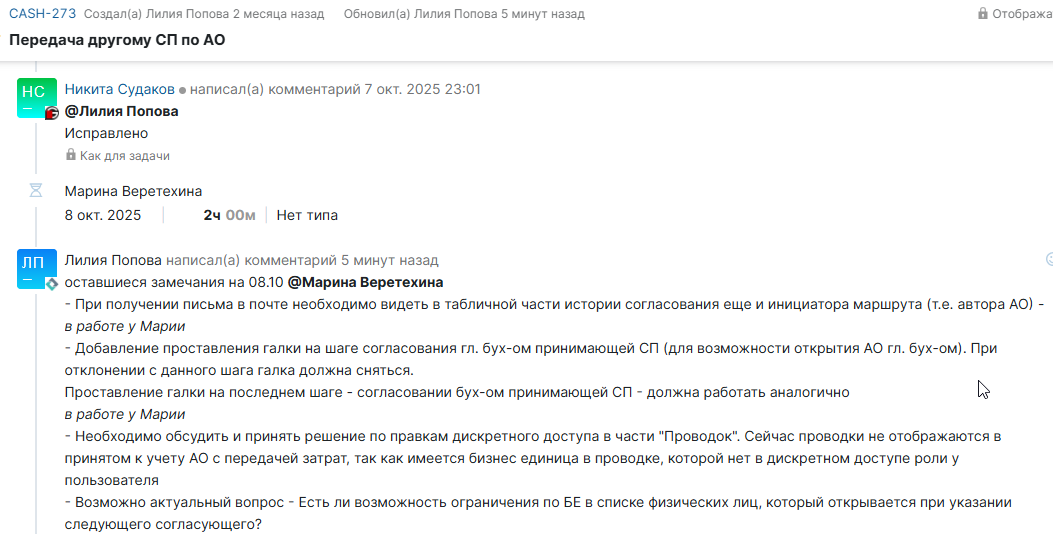 CASH-273 Создал(а) Лилия Попова 2 месяца назад Обновил(а) Лилия Попова 5 минут назад Отобража
Передача другому СП по АО
НС
Никита Судаков написал(а) комментарий 7 окт. 2025 23:01
@Лилия Попова
Исправлено
Как для задачи
Марина Веретехина
8 окт. 2025 2ч 00м Нет типа
ЛП
Лилия Попова написал(а) комментарий 5 минут назад
оставшиеся замечания на 08.10 @Марина Веретехина
- При получении письма в почте необходимо видеть в табличной части истории согласования еще и инициатора маршрута (т.е. автора АО) -
в работе у Марии
- Добавление проставления галки на шаге согласования гл. бух-ом принимающей СП (для возможности открытия АО гл. бух-ом). При
отклонении с данного шага галка должна сняться.
Проставление галки на последнем шаге - согласовании бух-ом принимающей СП - должна работать аналогично
в работе у Марии
- Необходимо обсудить и принять решение по правкам дискретного доступа в части "Проводок". Сейчас проводки не отображаются в
принятом к учету АО с передачей затрат, так как имеется бизнес единица в проводке, которой нет в дискретном доступе роли у
пользователя
- Возможно актуальный вопрос - Есть ли возможность ограничения по БЕ в списке физических лиц, который открывается при указании
следующего согласующего?